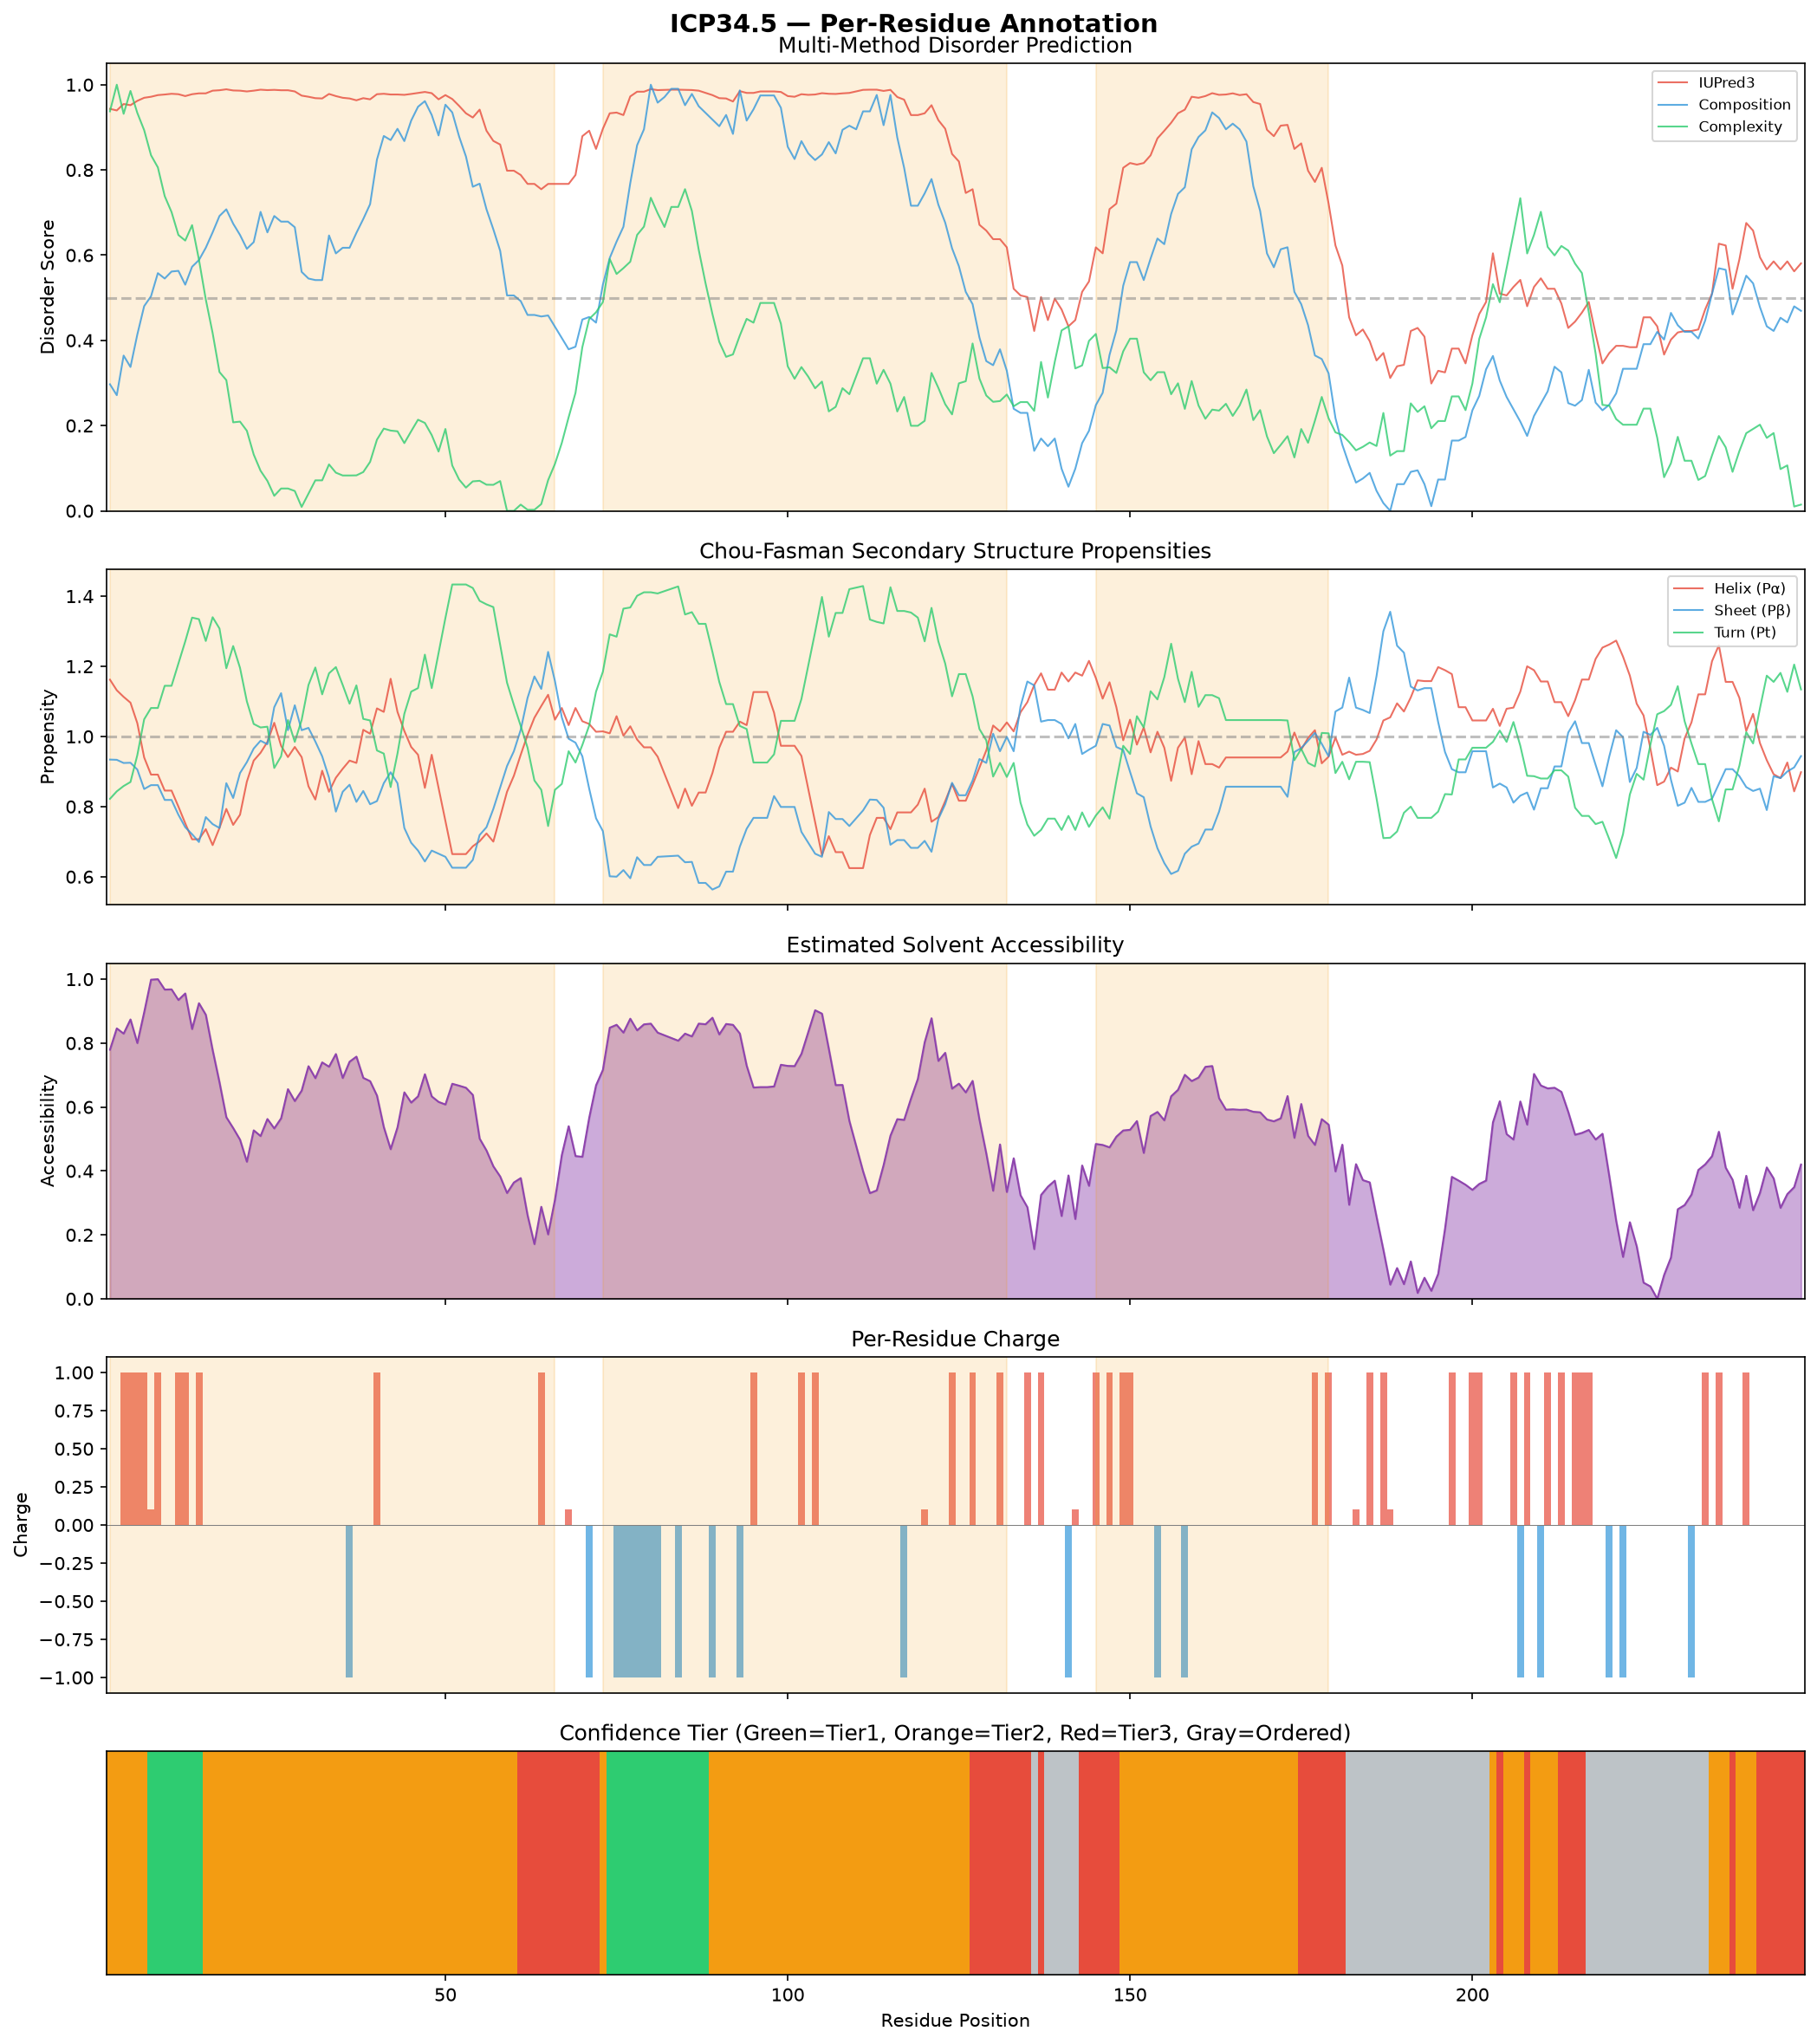 ICP34.5 — Per-Residue Annotation
Multi-Method Disorder Prediction
Disorder Score
1.0
0.8
0.6
0.4
0.2
0.0
IUPred3
Composition
Complexity
Chou-Fasman Secondary Structure Propensities
Propensity
1.4
1.2
1.0
0.8
0.6
Helix (Pα)
Sheet (Pβ)
Turn (Pt)
Estimated Solvent Accessibility
Accessibility
1.0
0.8
0.6
0.4
0.2
0.0
Per-Residue Charge
Charge
1.00
0.75
0.50
0.25
0.00
−0.25
−0.50
−0.75
−1.00
Confidence Tier (Green=Tier1, Orange=Tier2, Red=Tier3, Gray=Ordered)
50 100 150 200
Residue Position